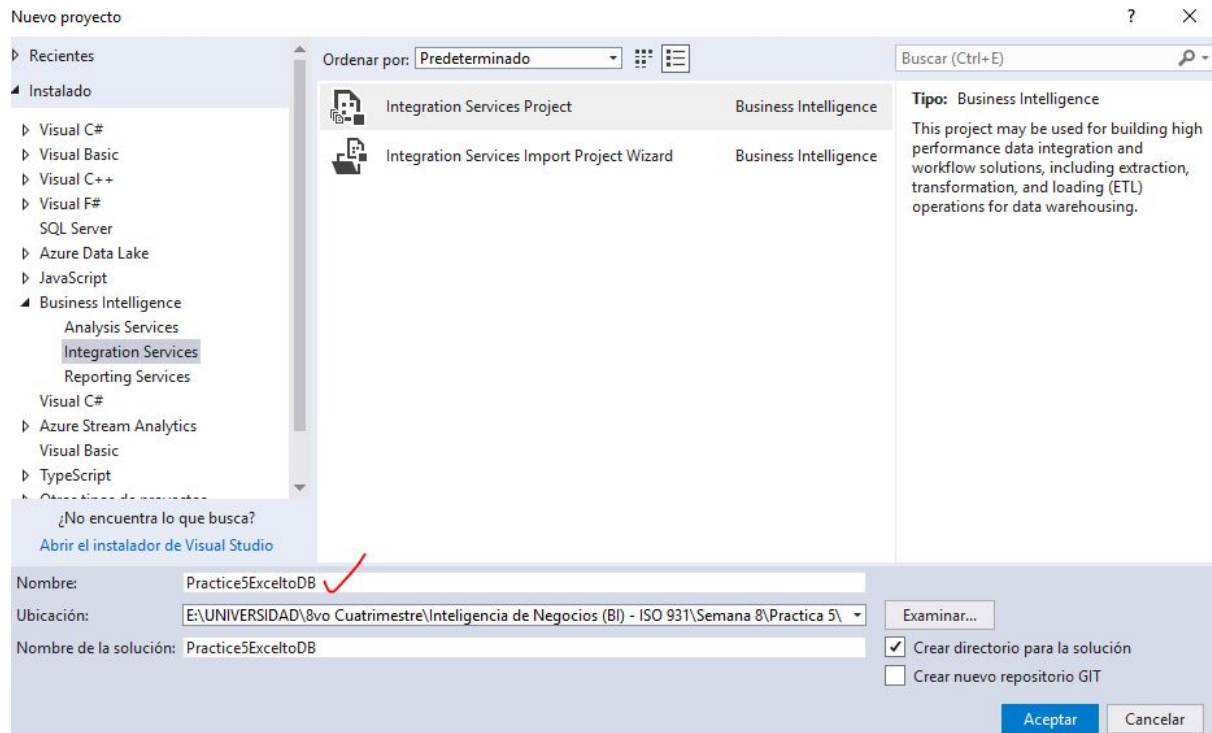 Nuevo proyecto
?
Recientes
Instalado
Visual C#
Visual Basic
Visual C++
Visual F#
SQL Server
Azure Data Lake
JavaScript
Business Intelligence
Analysis Services
Integration Services
Reporting Services
Visual C#
Azure Stream Analytics
Visual Basic
TypeScript
Otros tipos de proyectos
¿No encuentra lo que busca?
Abrir el instalador de Visual Studio
Ordenar por: Predeterminado
Integration Services Project Business Intelligence
Integration Services Import Project Wizard Business Intelligence
Buscar (Ctrl+E)
Tipo: Business Intelligence
This project may be used for building high
performance data integration and
workflow solutions, including extraction,
transformation, and loading (ETL)
operations for data warehousing.
Nombre: Practice5ExceltoDB
Ubicación: E:\UNIVERSIDAD\8vo Cuatrimestre\Inteligencia de Negocios (BI) - ISO 931\Semana 8\Practica 5\ Examinar...
Nombre de la solución: Practice5ExceltoDB
Crear directorio para la solución
Crear nuevo repositorio GIT
Aceptar Cancelar